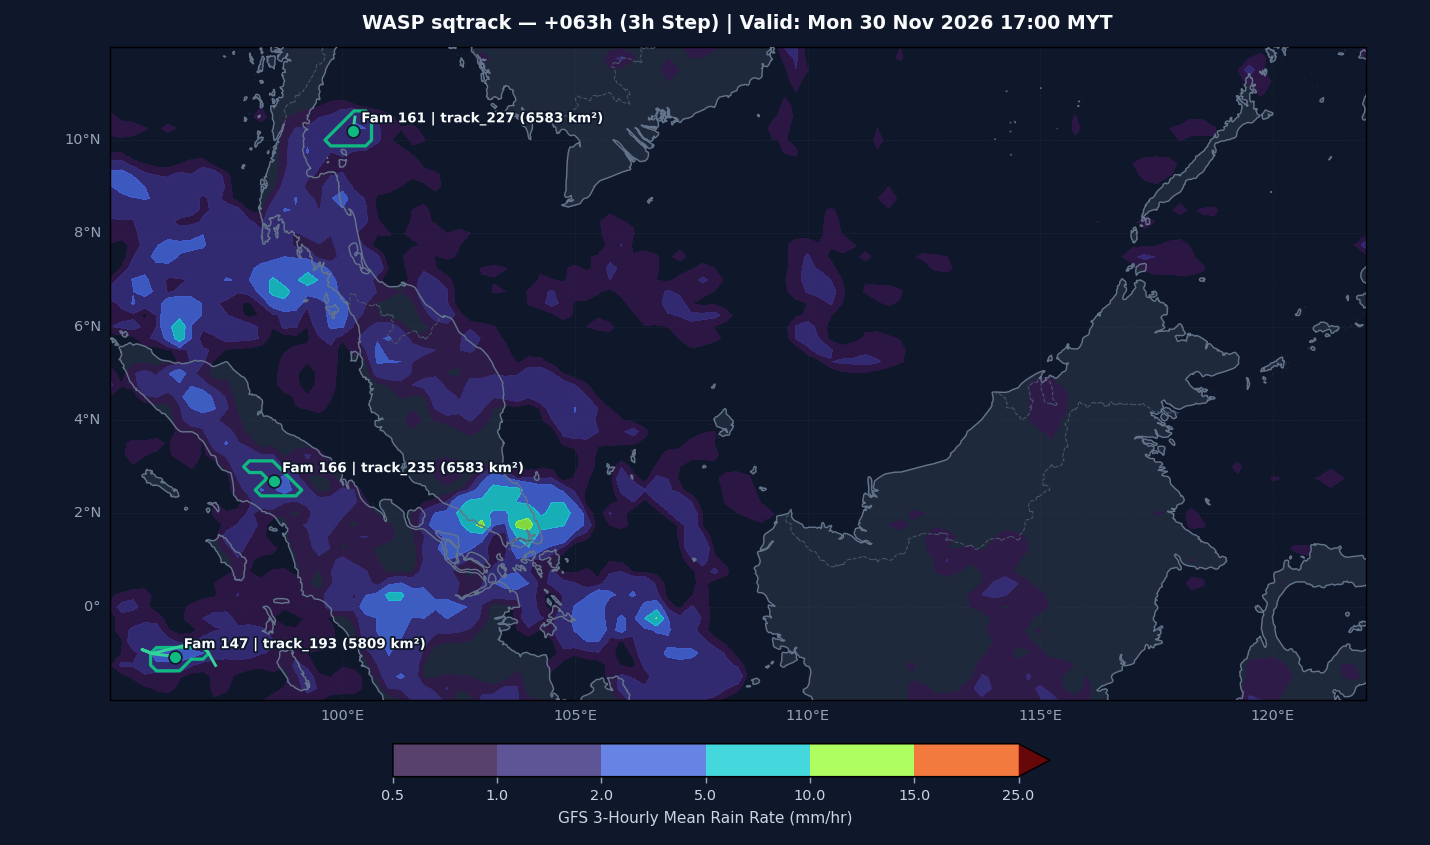 WASP sqtrack — +063h (3h Step) | Valid: Mon 30 Nov 2026 17:00 MYT
Fam 161 | track_227 (6583 km²)
10°N
8°N
6°N
4°N
Fam 166 | track_235 (6583 km²)
2°N
0°
Fam 147 | track_193 (5809 km²)
100°E 105°E 110°E 115°E 120°E
0.5 1.0 2.0 5.0 10.0 15.0 25.0
GFS 3-Hourly Mean Rain Rate (mm/hr)